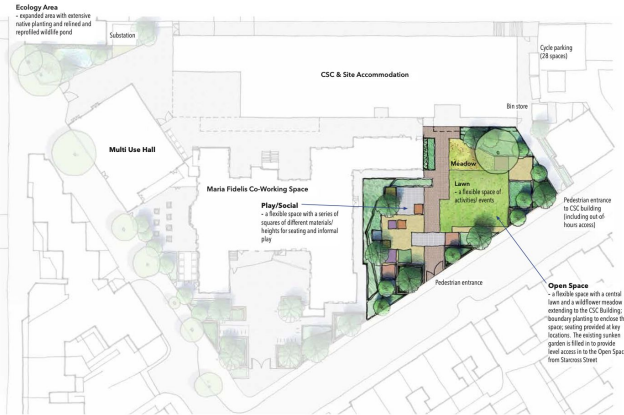 Ecology Area
- expanded area with extensive
native planting and relined and
reprofiled wildlife pond
Substation
Cycle parking
(28 spaces)
CSC & Site Accommodation
Bin store
Multi Use Hall
Meadow
Maria Fidelis Co-Working Space
Lawn
- a flexible space of
activities/ events
Play/Social
- a flexible space with a series of
squares of different materials/
heights for seating and informal
play
Pedestrian entrance
to CSC building
(including out-of-
hours access)
Pedestrian entrance
Open Space
- a flexible space with a central
lawn and a wildflower meadow
extending to the CSC Building;
boundary planting to enclose the
space; seating provided at key
locations. The existing sunken
garden is filled in to provide
level access in to the Open Spac
from Starcross Street